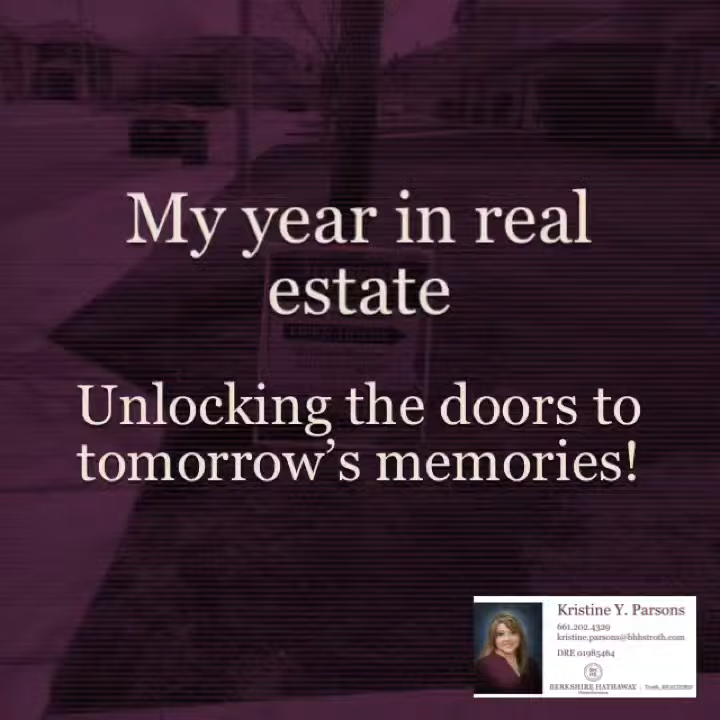 My year in real
estate
Unlocking the doors to
tomorrow's memories!
Kristine Y. Parsons
661.202.4329
kristine.parsons@bhhstroth.com
DRE 01985464
BERKSHIRE HATHAWAY